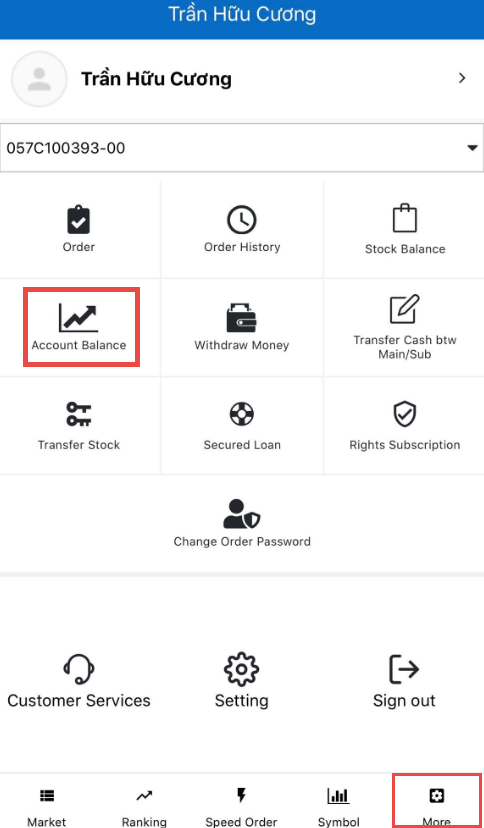 Trần Hữu Cương
Trần Hữu Cương
057C100393-00
Order
Order History
Stock Balance
Account Balance
Withdraw Money
Transfer Cash btw
Main/Sub
Transfer Stock
Secured Loan
Rights Subscription
Change Order Password
Customer Services
Setting
Sign out
Market
Ranking
Speed Order
Symbol
More